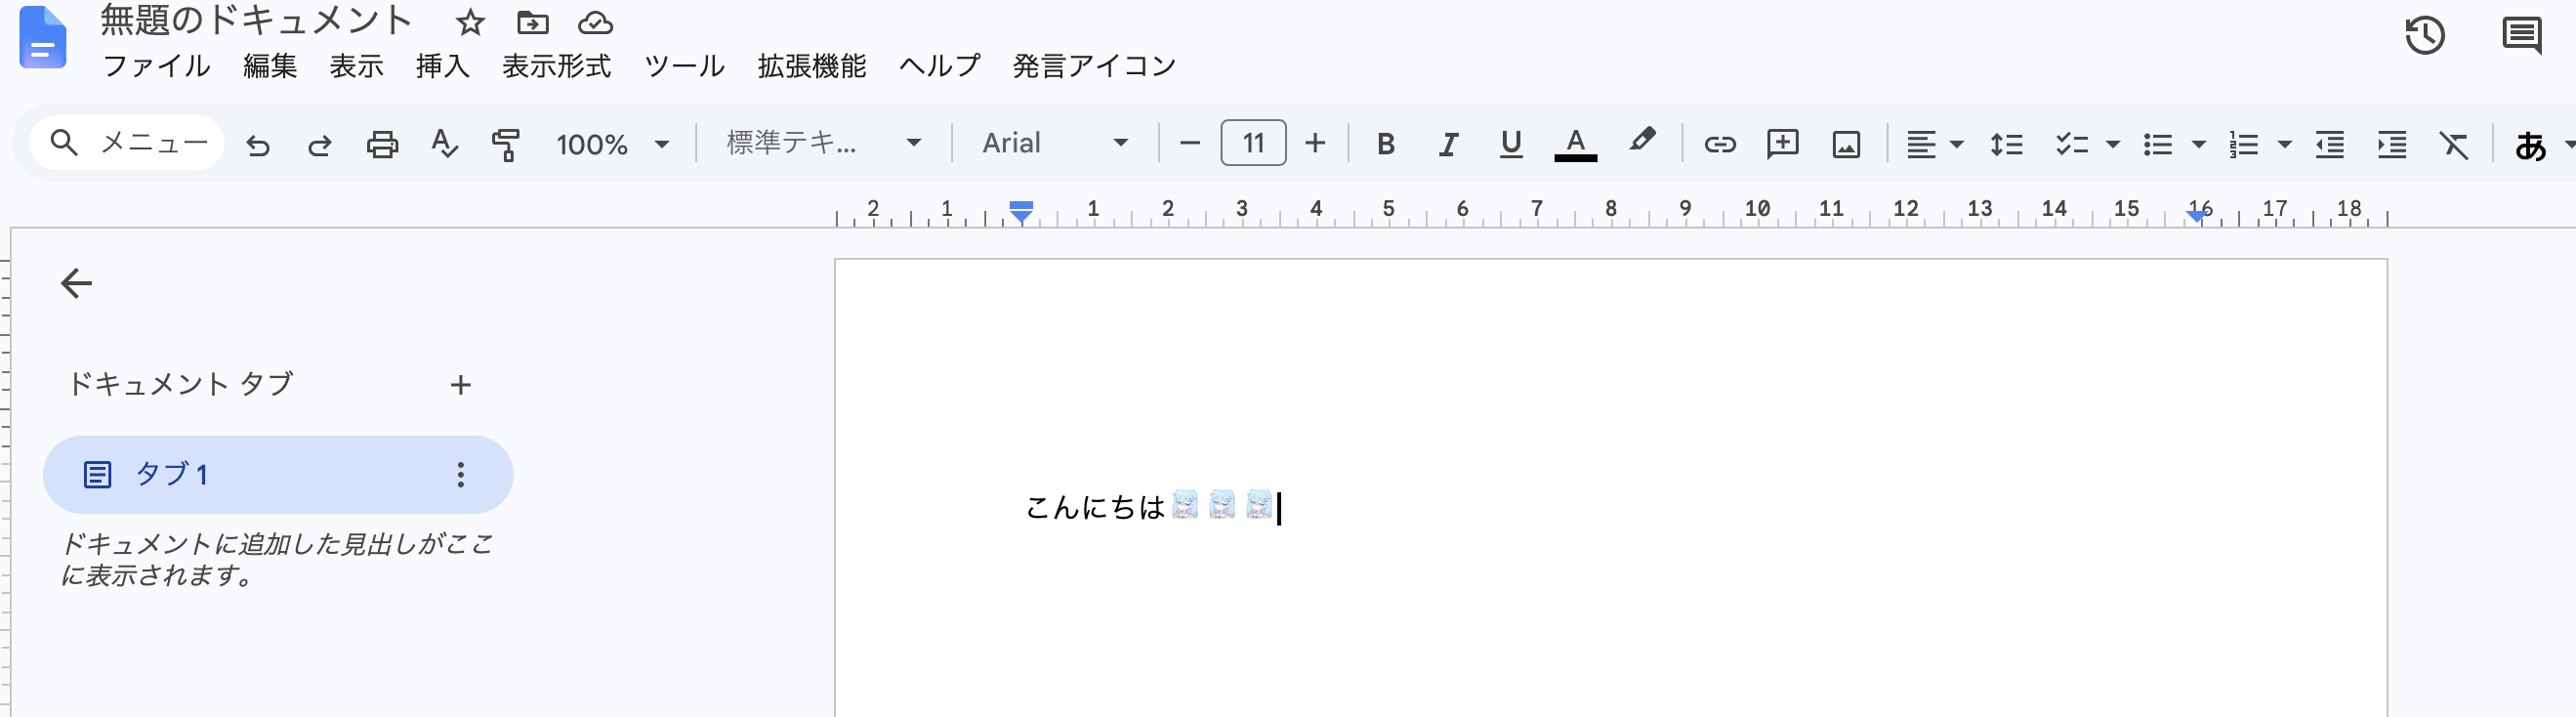 無題のドキュメント
ファイル 編集 表示 挿入 表示形式 ツール 拡張機能 ヘルプ 発言アイコン
メニュー 100% 標準テキ... Arial 11 B I U A あ
2 1 1 2 3 4 5 6 7 8 9 10 11 12 13 14 15 16 17 18
ドキュメント タブ
タブ 1
ドキュメントに追加した見出しがここ
に表示されます。
こんにちは